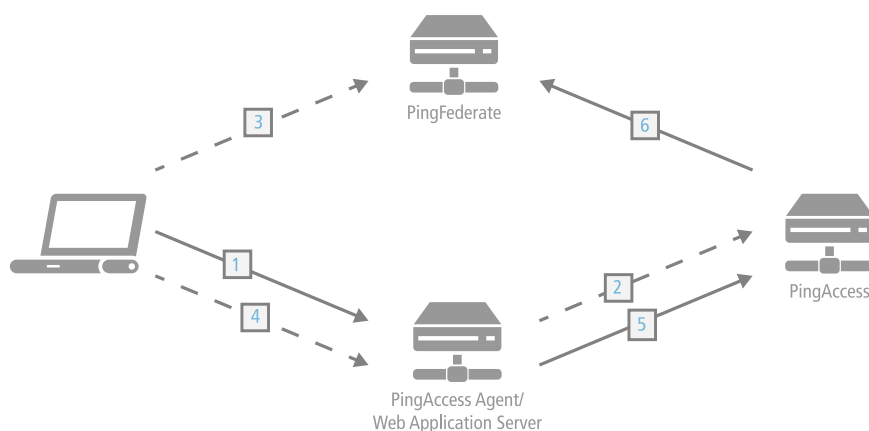 PingFederate
3
6
1
2
PingAccess
4
5
PingAccess Agent/
Web Application Server